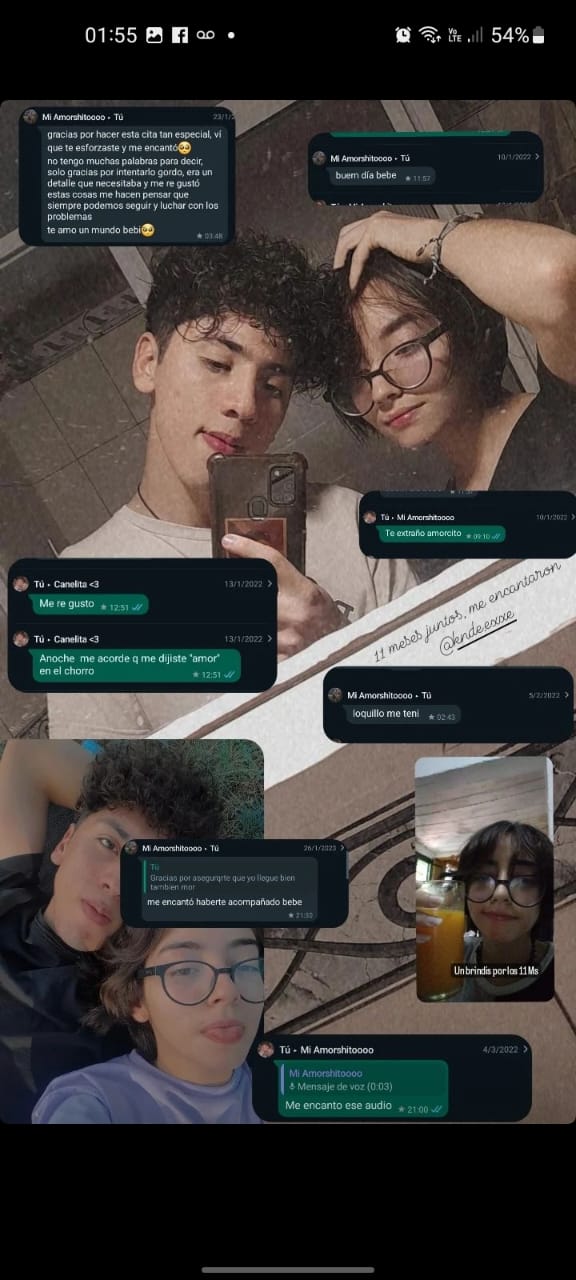 01:55
Vo
LTE
54%
Mi Amorshitoooo • Tú
23/1/2
gracias por hacer esta cita tan especial, ví
que te esforzaste y me encantó🥺
no tengo muchas palabras para decir,
solo gracias por intentarlo gordo, era un
detalle que necesitaba y me re gustó
estas cosas me hacen pensar que
siempre podemos seguir y luchar con los
problemas
te amo un mundo bebi🥺
★ 03:48
Mi Amorshitoooo • Tú
10/1/2022
buem día bebe
★ 11:57
Tú • Mi Amorshitoooo
10/1/2022
Te extraño amorcito
★ 09:10
Tú • Canelita <3
13/1/2022
Me re gusto
★ 12:51
Tú • Canelita <3
13/1/2022
Anoche me acorde q me dijiste "amor"
en el chorro
★ 12:51
11 meses juntos, me encantaron
@kndeesxxe
Mi Amorshitoooo • Tú
5/2/2022
loquillo me teni
★ 02:43
Mi Amorshitoooo • Tú
26/1/2023
Tú
Gracias por asegurarte que yo llegue bien
tambien mor
me encantó haberte acompañado bebe
★ 21:33
Un brindis por los 11 Ms
Tú • Mi Amorshitoooo
4/3/2022
Mi Amorshitoooo
Mensaje de voz (0:03)
Me encanto ese audio
★ 21:00